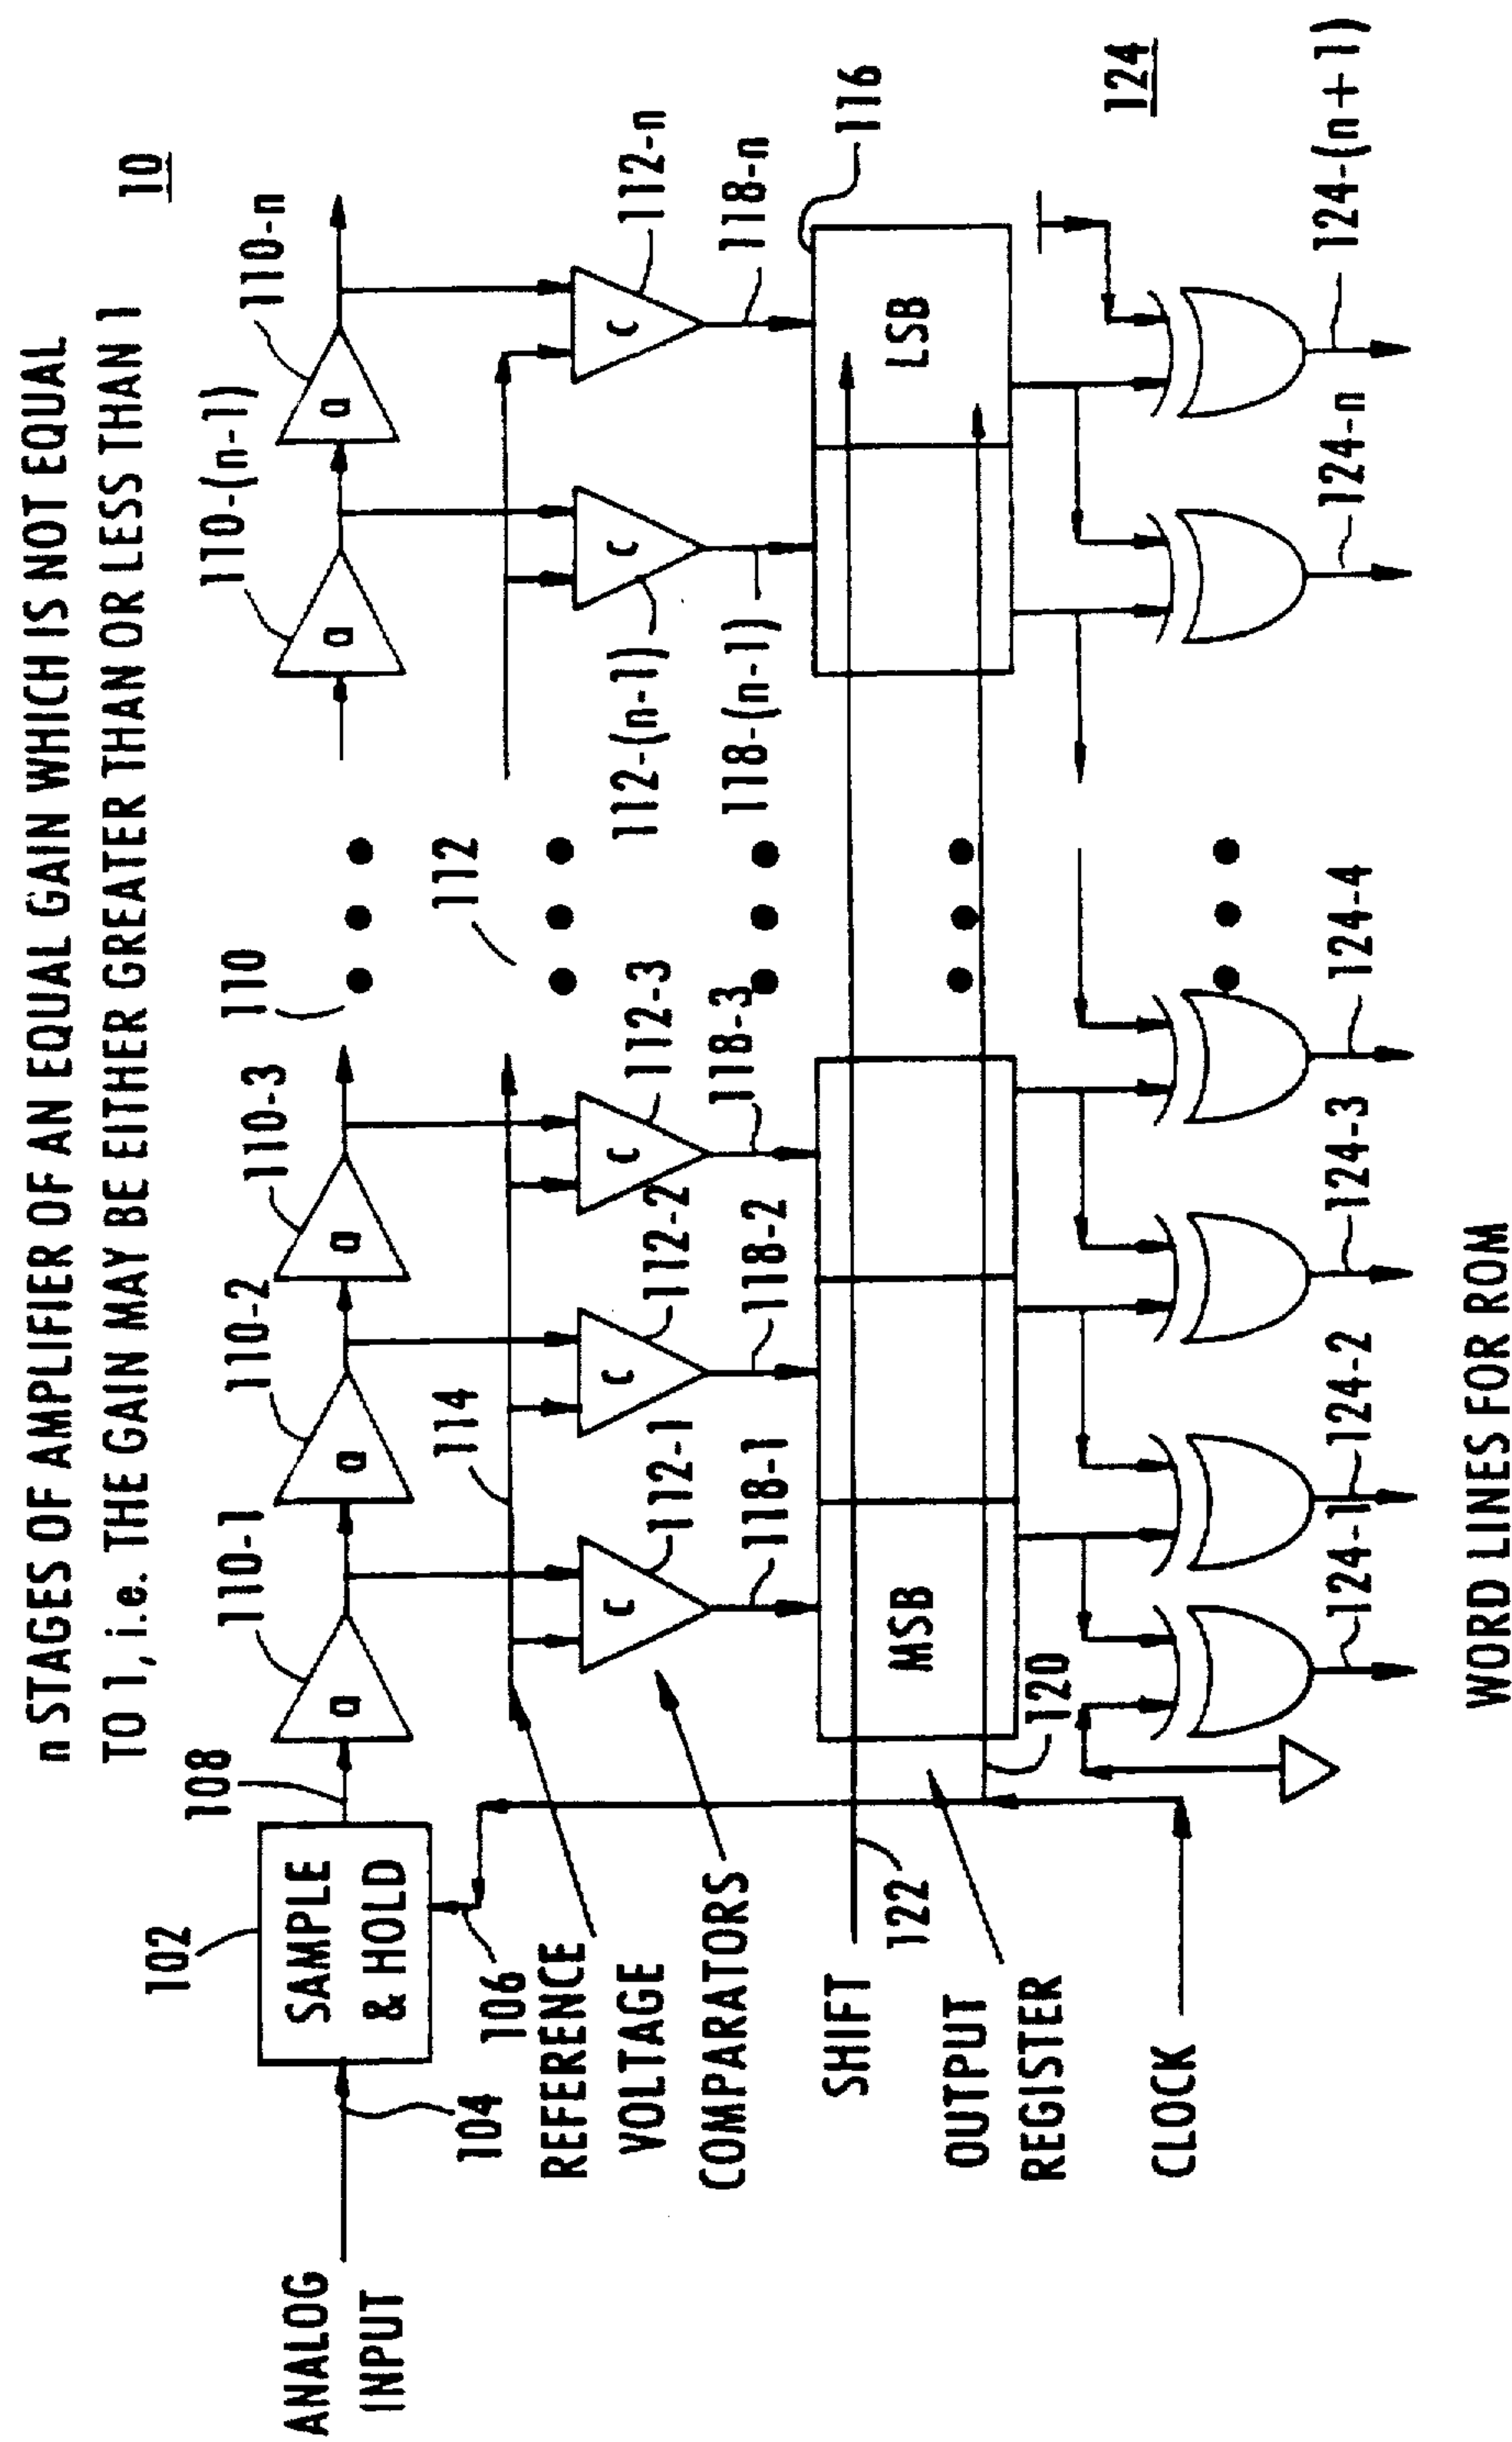 n STAGES OF AMPLIFIER OF AN EQUAL GAIN WHICH IS NOT EQUAL
TO 1, i.e. THE GAIN MAY BE EITHER GREATER THAN OR LESS THAN 1
10
102
108
110-1
110-2
110-3
110
110-(n-1)
110-n
ANALOG
INPUT
SAMPLE
& HOLD
a
a
a
a
a
104
106
114
112
REFERENCE
VOLTAGE
COMPARATORS
C
C
C
C
C
112-1
112-2
112-3
112-(n-1)
112-n
118-1
118-2
118-3
118-(n-1)
118-n
116
SHIFT
122
MSB
LSB
OUTPUT
REGISTER
120
CLOCK
124
124-1
124-2
124-3
124-4
124-n
124-(n+1)
WORD LINES FOR ROM